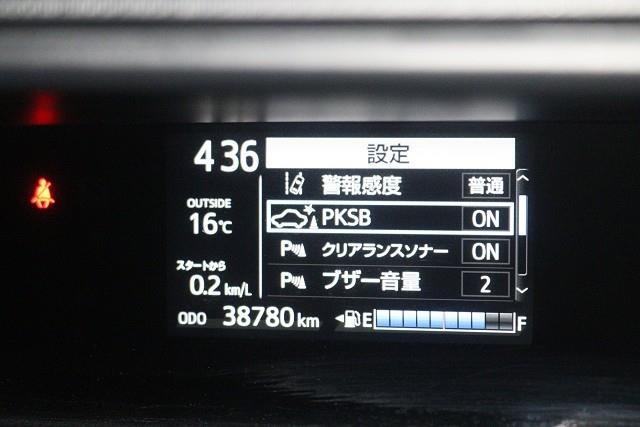 4 36
設定
警報感度 普通
OUTSIDE
16℃
PKSB ON
P クリアランスソナー ON
スタートから
0.2 km/L
P ブザー音量 2
ODO 38780 km
E F